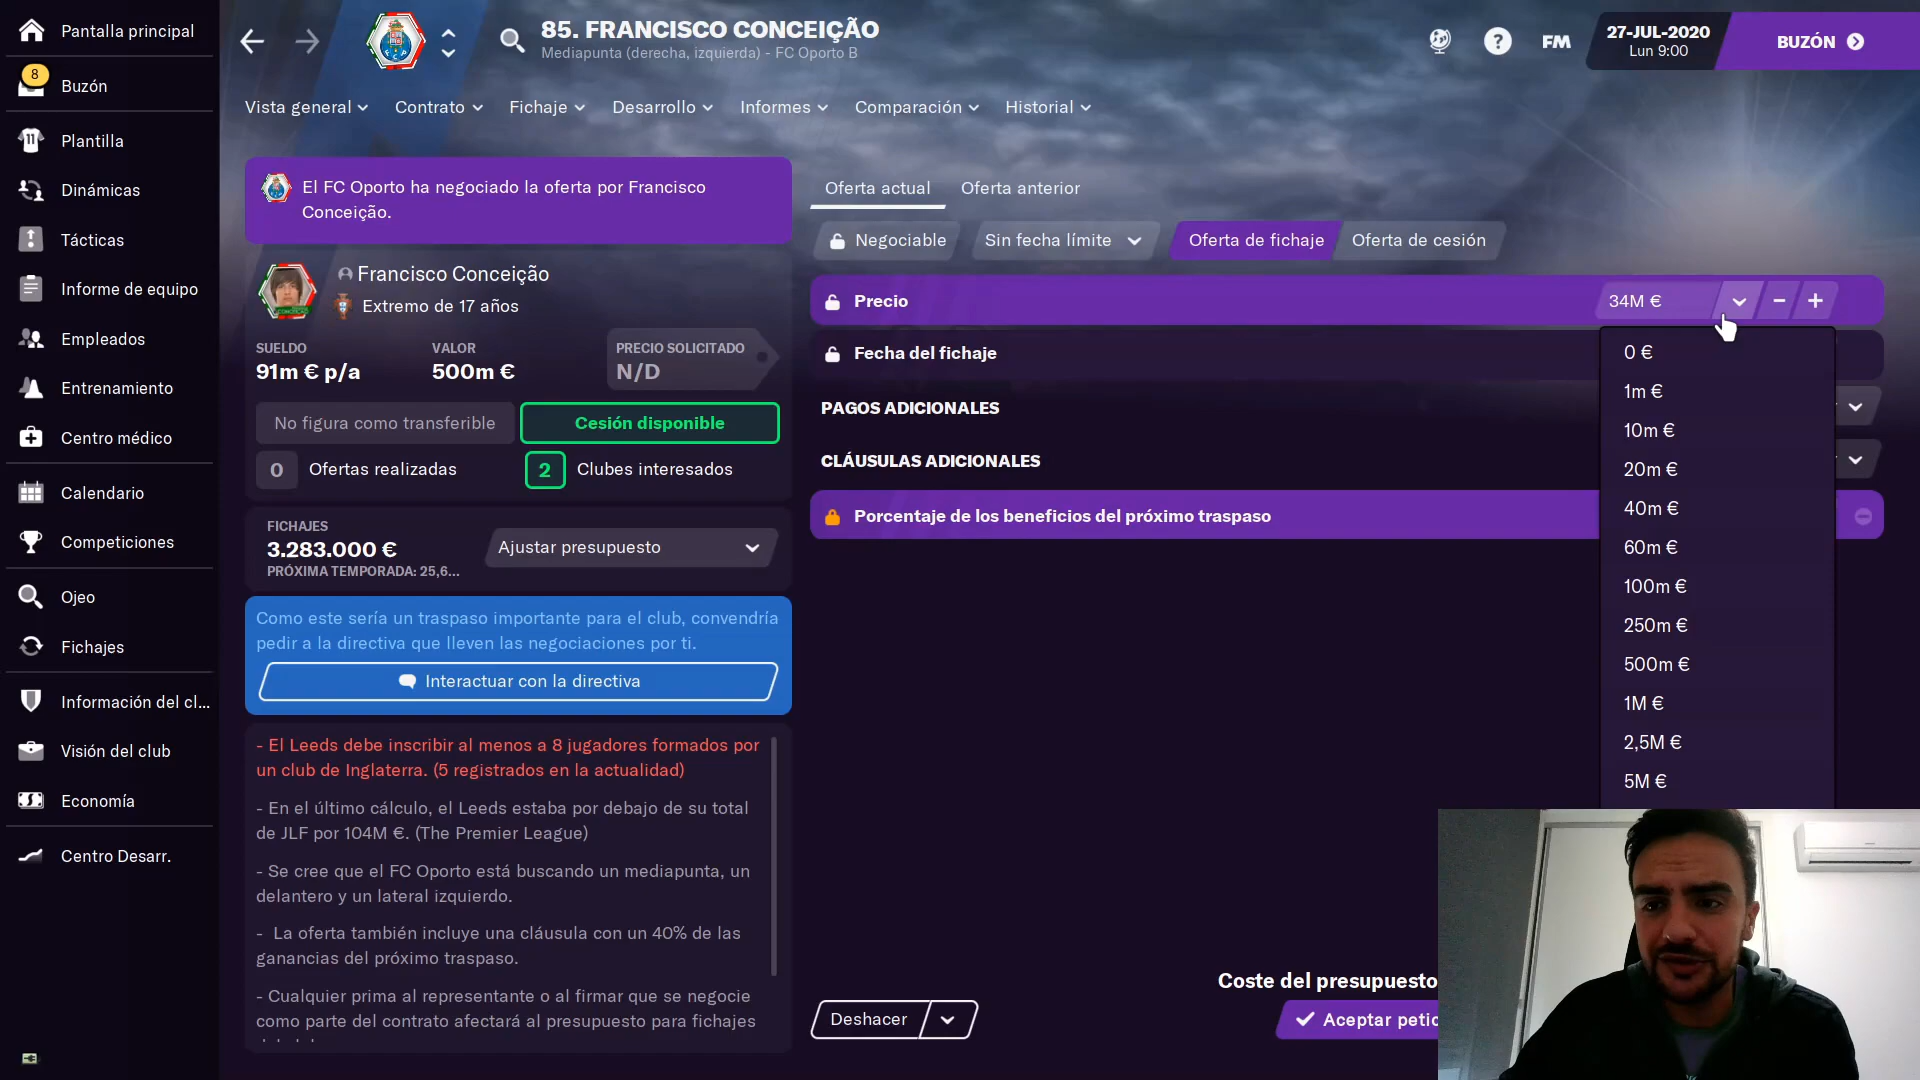 Pantalla principal
8
Buzón
Plantilla
Dinámicas
Tácticas
Informe de equipo
Empleados
Entrenamiento
Centro médico
Calendario
Competiciones
Ojeo
Fichajes
Información del cl...
Visión del club
Economía
Centro Desarr.
85. FRANCISCO CONCEIÇÃO
Mediapunta (derecha, izquierda) - FC Oporto B
FM
27-JUL-2020
Lun 9:00
BUZÓN
Vista general
Contrato
Fichaje
Desarrollo
Informes
Comparación
Historial
El FC Oporto ha negociado la oferta por Francisco
Conceição.
Francisco Conceição
Extremo de 17 años
SUELDO
91m € p/a
VALOR
500m €
PRECIO SOLICITADO
N/D
No figura como transferible
Cesión disponible
0 Ofertas realizadas
2 Clubes interesados
FICHAJES
3.283.000 €
PRÓXIMA TEMPORADA: 25,6...
Ajustar presupuesto
Como este sería un traspaso importante para el club, convendría
pedir a la directiva que lleven las negociaciones por ti.
Interactuar con la directiva
- El Leeds debe inscribir al menos a 8 jugadores formados por
un club de Inglaterra. (5 registrados en la actualidad)
- En el último cálculo, el Leeds estaba por debajo de su total
de JLF por 104M €. (The Premier League)
- Se cree que el FC Oporto está buscando un mediapunta, un
delantero y un lateral izquierdo.
- La oferta también incluye una cláusula con un 40% de las
ganancias del próximo traspaso.
- Cualquier prima al representante o al firmar que se negocie
como parte del contrato afectará al presupuesto para fichajes
Oferta actual
Oferta anterior
Negociable
Sin fecha límite
Oferta de fichaje
Oferta de cesión
Precio
34M €
Fecha del fichaje
PAGOS ADICIONALES
CLÁUSULAS ADICIONALES
Porcentaje de los beneficios del próximo traspaso
0 €
1m €
10m €
20m €
40m €
60m €
100m €
250m €
500m €
1M €
2,5M €
5M €
Coste del presupuesto
Deshacer
Aceptar petic